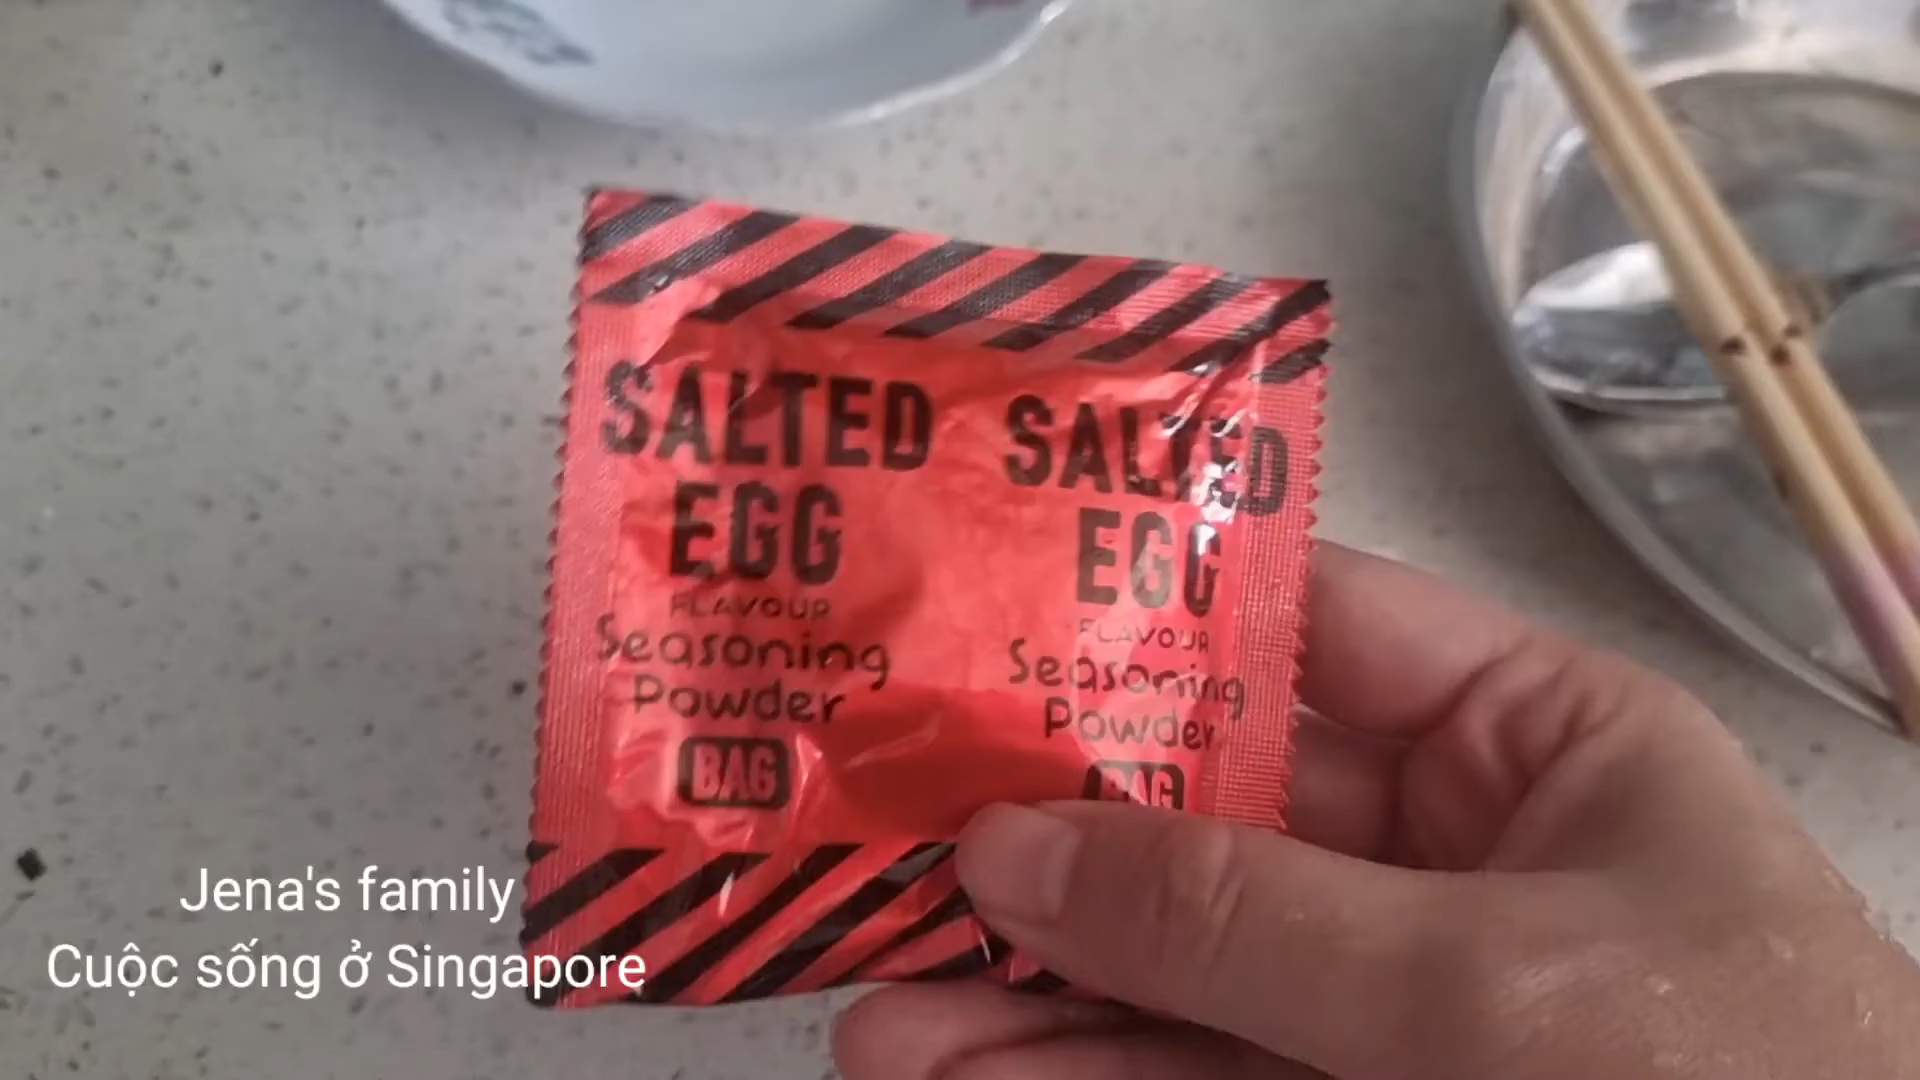 SALTED
EGG
FLAVOUR
Seasoning
Powder
BAG
SALTED
EGG
FLAVOUR
Seasoning
Powder
BAG
Jena's family
Cuộc sống ở Singapore